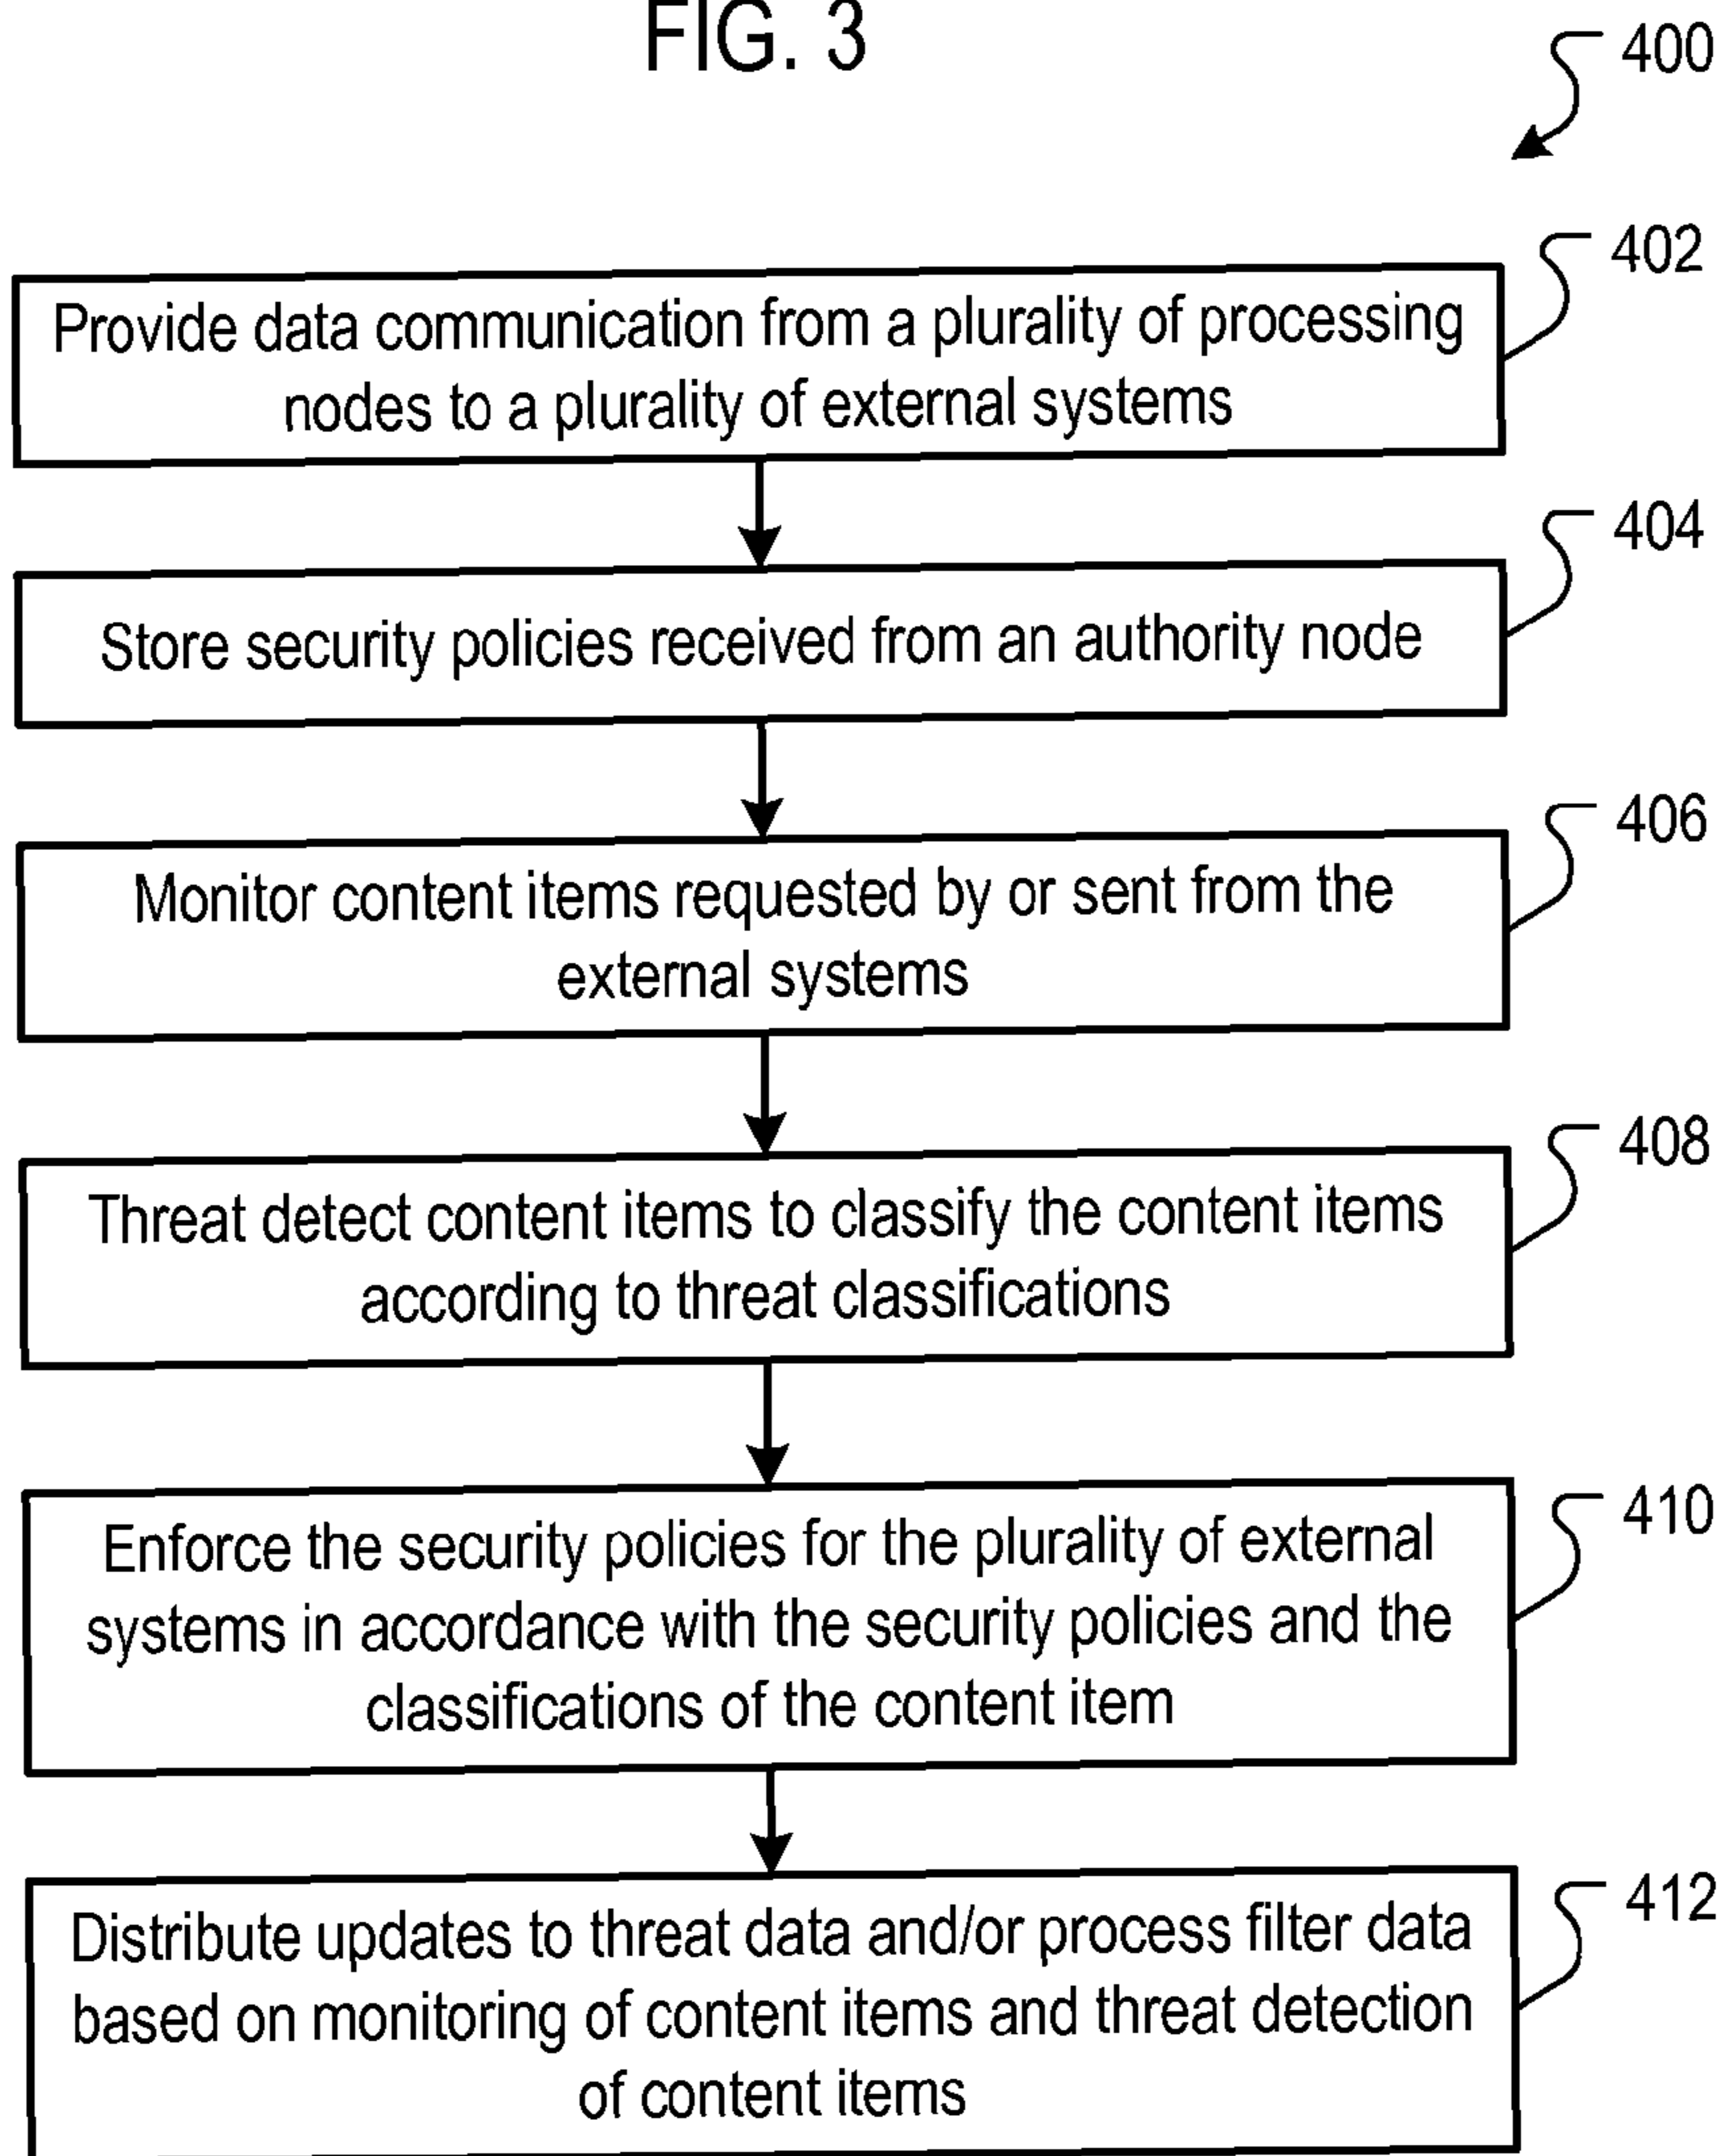 FIG. 3
400
402
Provide data communication from a plurality of processing
nodes to a plurality of external systems
404
Store security policies received from an authority node
406
Monitor content items requested by or sent from the
external systems
408
Threat detect content items to classify the content items
according to threat classifications
410
Enforce the security policies for the plurality of external
systems in accordance with the security policies and the
classifications of the content item
412
Distribute updates to threat data and/or process filter data
based on monitoring of content items and threat detection
of content items